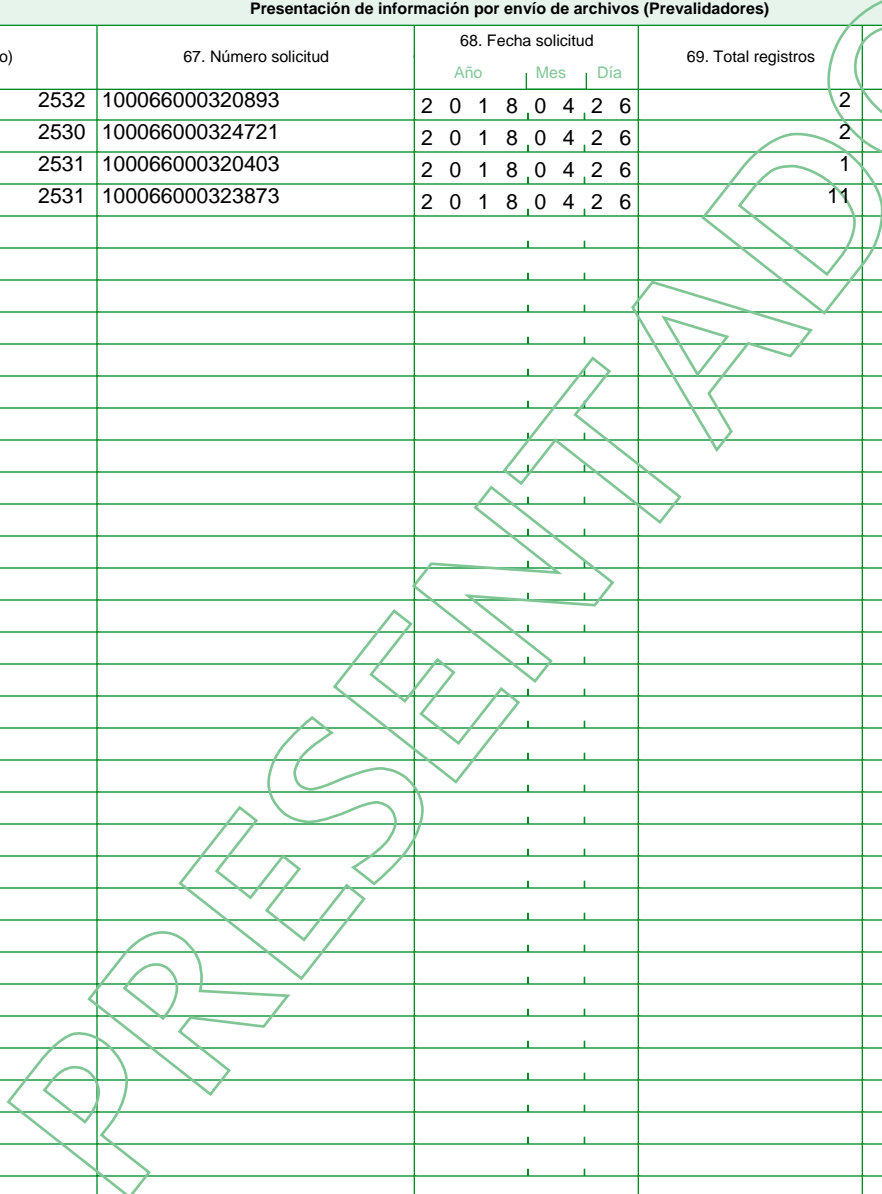 Presentación de información por envío de archivos (Prevalidadores)
o) 67. Número solicitud 68. Fecha solicitud 69. Total registros
Año Mes Día
2532 100066000320893 2 0 1 8 0 4 2 6 2
2530 100066000324721 2 0 1 8 0 4 2 6 2
2531 100066000320403 2 0 1 8 0 4 2 6 1
2531 100066000323873 2 0 1 8 0 4 2 6 11
PRESENTADO